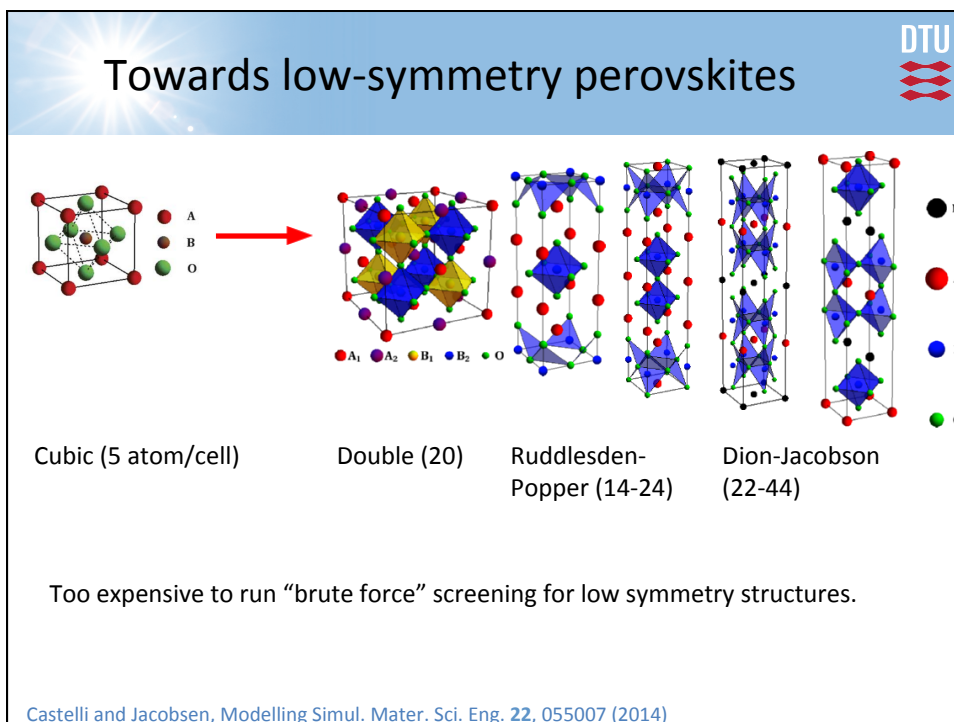 Towards low-symmetry perovskites
DTU
A
B
O
A₁ A₂ B₁ B₂ O
Cubic (5 atom/cell)
Double (20)
Ruddlesden-
Popper (14-24)
Dion-Jacobson
(22-44)
Too expensive to run “brute force” screening for low symmetry structures.
Castelli and Jacobsen, Modelling Simul. Mater. Sci. Eng. 22, 055007 (2014)